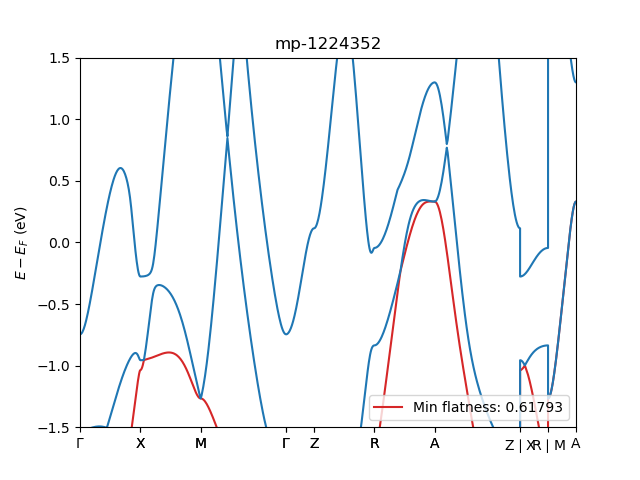 mp-1224352
E − E_F (eV)
1.5
1.0
0.5
0.0
−0.5
−1.0
−1.5
Min flatness: 0.61793
Γ X M Γ Z R A Z | X R | M A